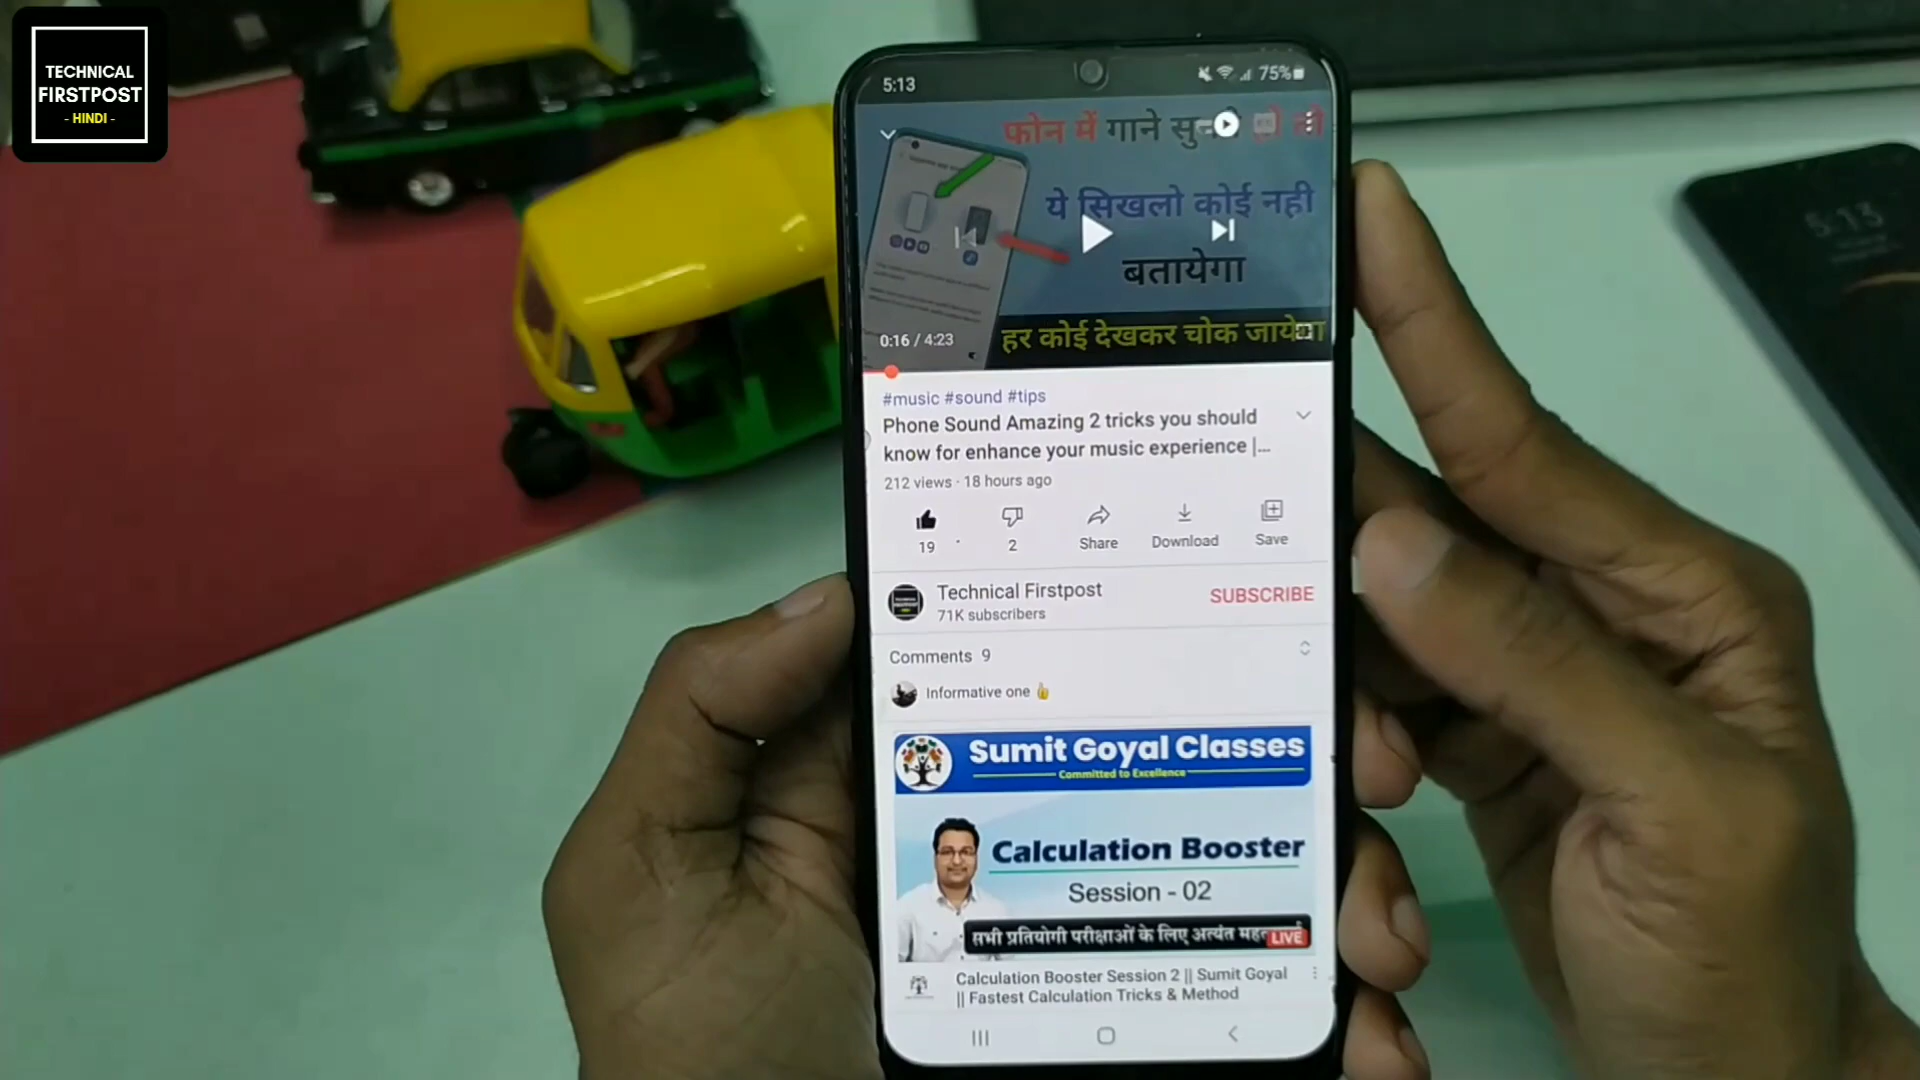 TECHNICAL
FIRSTPOST
- HINDI -
5:13
75%
फोन में गाने
ये सिखलो कोई नही
बतायेगा
हर कोई देखकर चोक जायेगा
0:16 / 4:23
#music #sound #tips
Phone Sound Amazing 2 tricks you should
know for enhance your music experience |...
212 views · 18 hours ago
19
2
Share
Download
Save
Technical Firstpost
71K subscribers
SUBSCRIBE
Comments 9
Informative one 👍
Sumit Goyal Classes
Committed to Excellence
Calculation Booster
Session - 02
सभी प्रतियोगी परीक्षाओं के लिए अत्यंत
LIVE
Calculation Booster Session 2 || Sumit Goyal
|| Fastest Calculation Tricks & Method
5:13